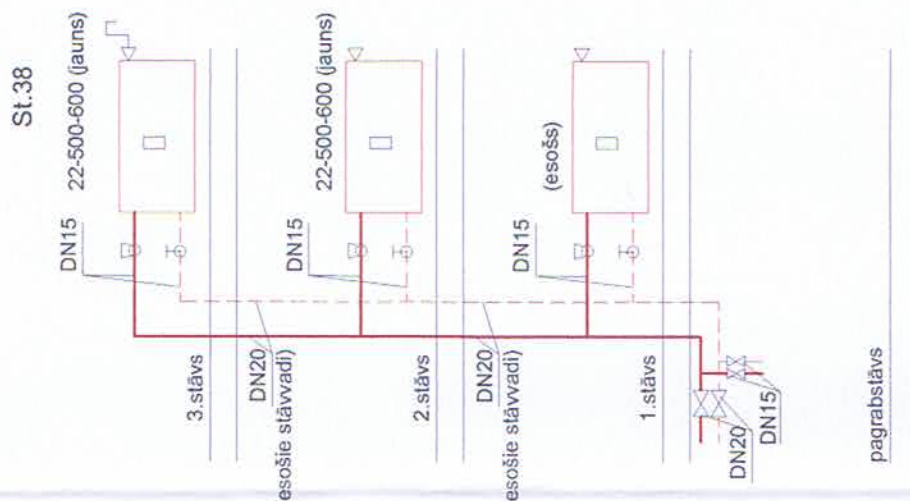 St.38
22-500-600 (jauns)
DN15
3.stāvs
DN20
esošie stāvvadi)
22-500-600 (jauns)
DN15
2.stāvs
DN20
esošie stāvvadi)
(esošs)
DN15
1.stāvs
DN20
DN15
pagrabstāvs